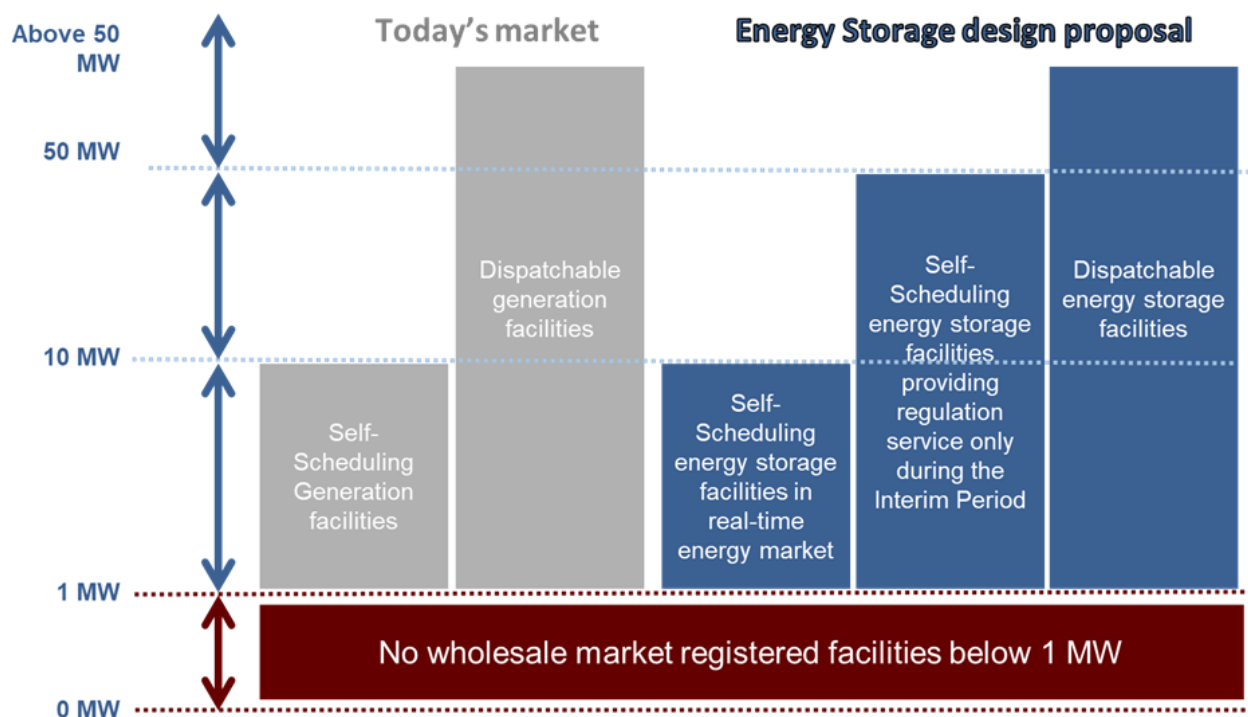 Today's market
Energy Storage design proposal
Above 50
MW
50 MW
10 MW
1 MW
0 MW
Self-
Scheduling
Generation
facilities
Dispatchable
generation
facilities
Self-
Scheduling
energy storage
facilities in
real-time
energy market
Self-
Scheduling
energy storage
facilities
providing
regulation
service only
during the
Interim Period
Dispatchable
energy storage
facilities
No wholesale market registered facilities below 1 MW